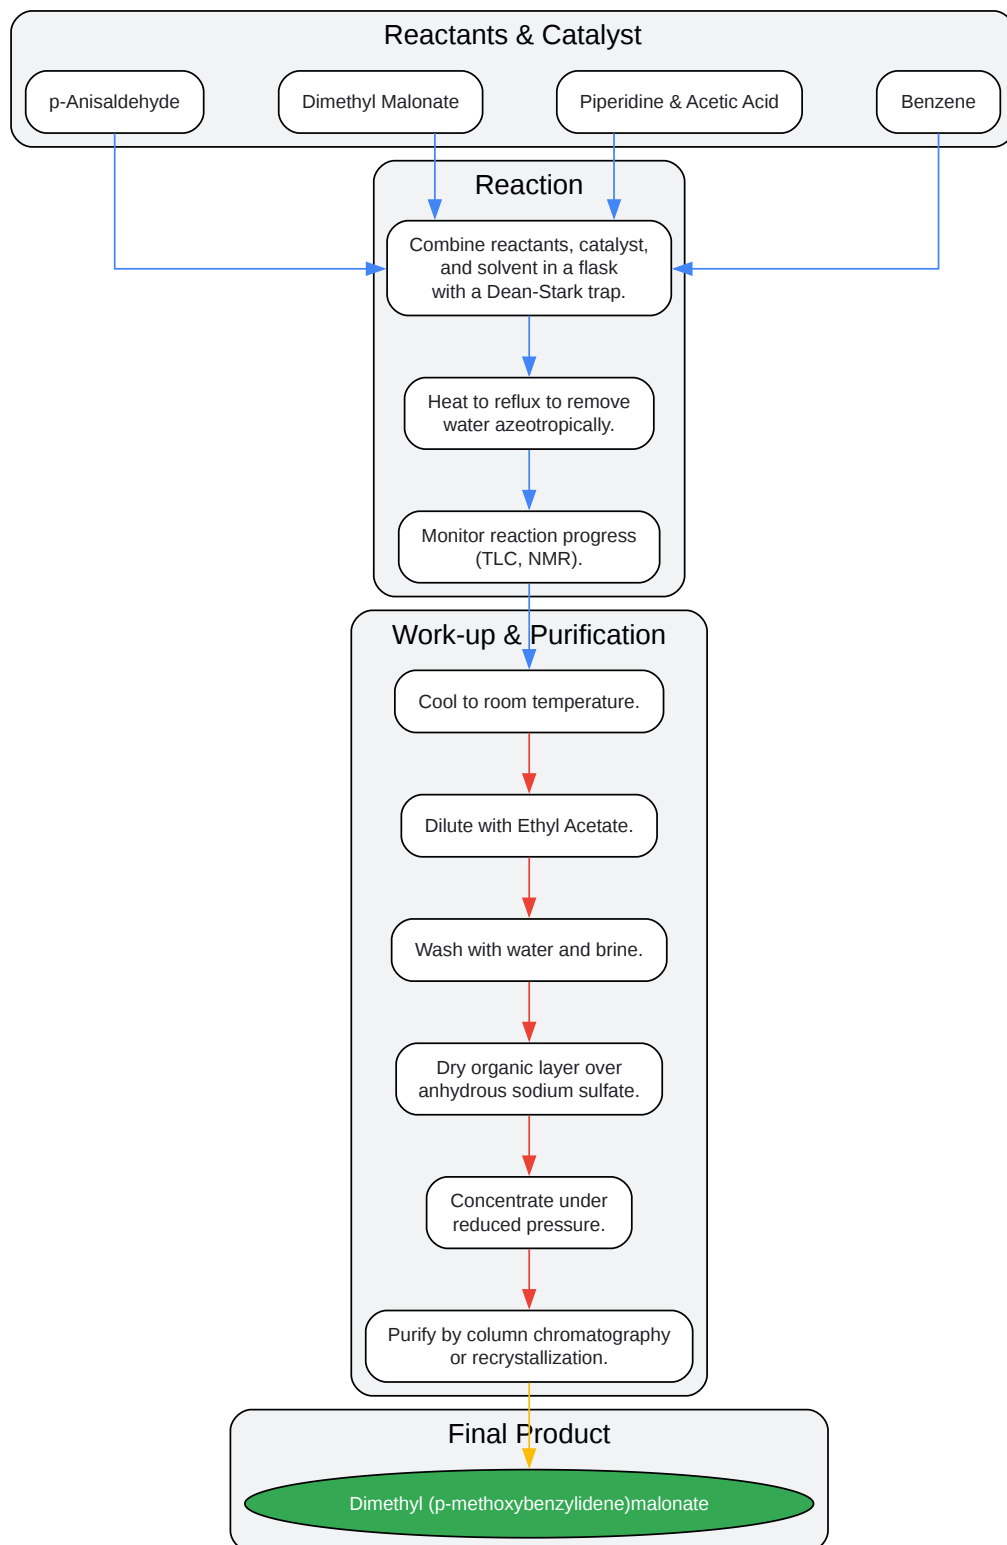 Reactants & Catalyst
p-Anisaldehyde
Dimethyl Malonate
Piperidine & Acetic Acid
Benzene
Reaction
Combine reactants, catalyst,
and solvent in a flask
with a Dean-Stark trap.
Heat to reflux to remove
water azeotropically.
Monitor reaction progress
(TLC, NMR).
Work-up & Purification
Cool to room temperature.
Dilute with Ethyl Acetate.
Wash with water and brine.
Dry organic layer over
anhydrous sodium sulfate.
Concentrate under
reduced pressure.
Purify by column chromatography
or recrystallization.
Final Product
Dimethyl (p-methoxybenzylidene)malonate